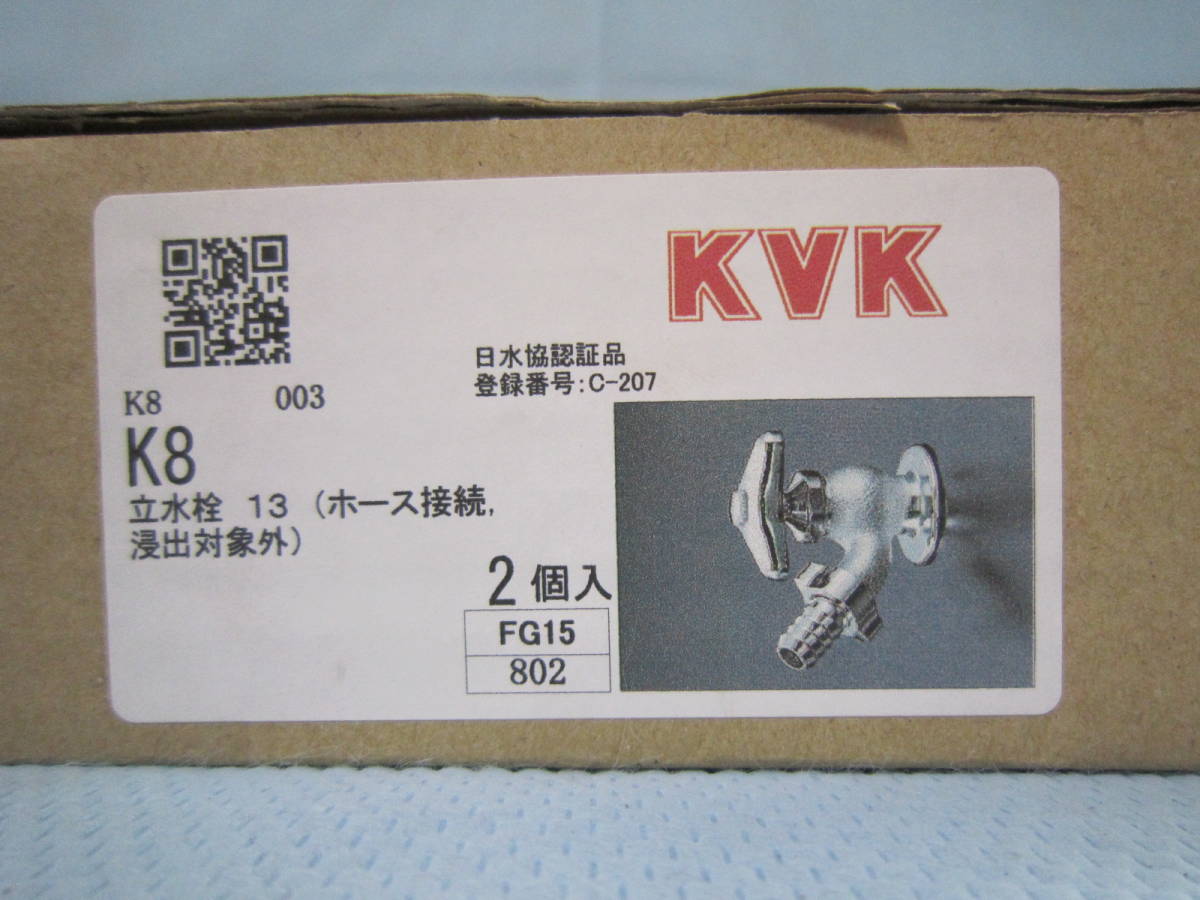 KVK
日水協認証品
登録番号:C-207
K8 003
K8
立水栓 13 (ホース接続,
浸出対象外)
2個入
FG15
802